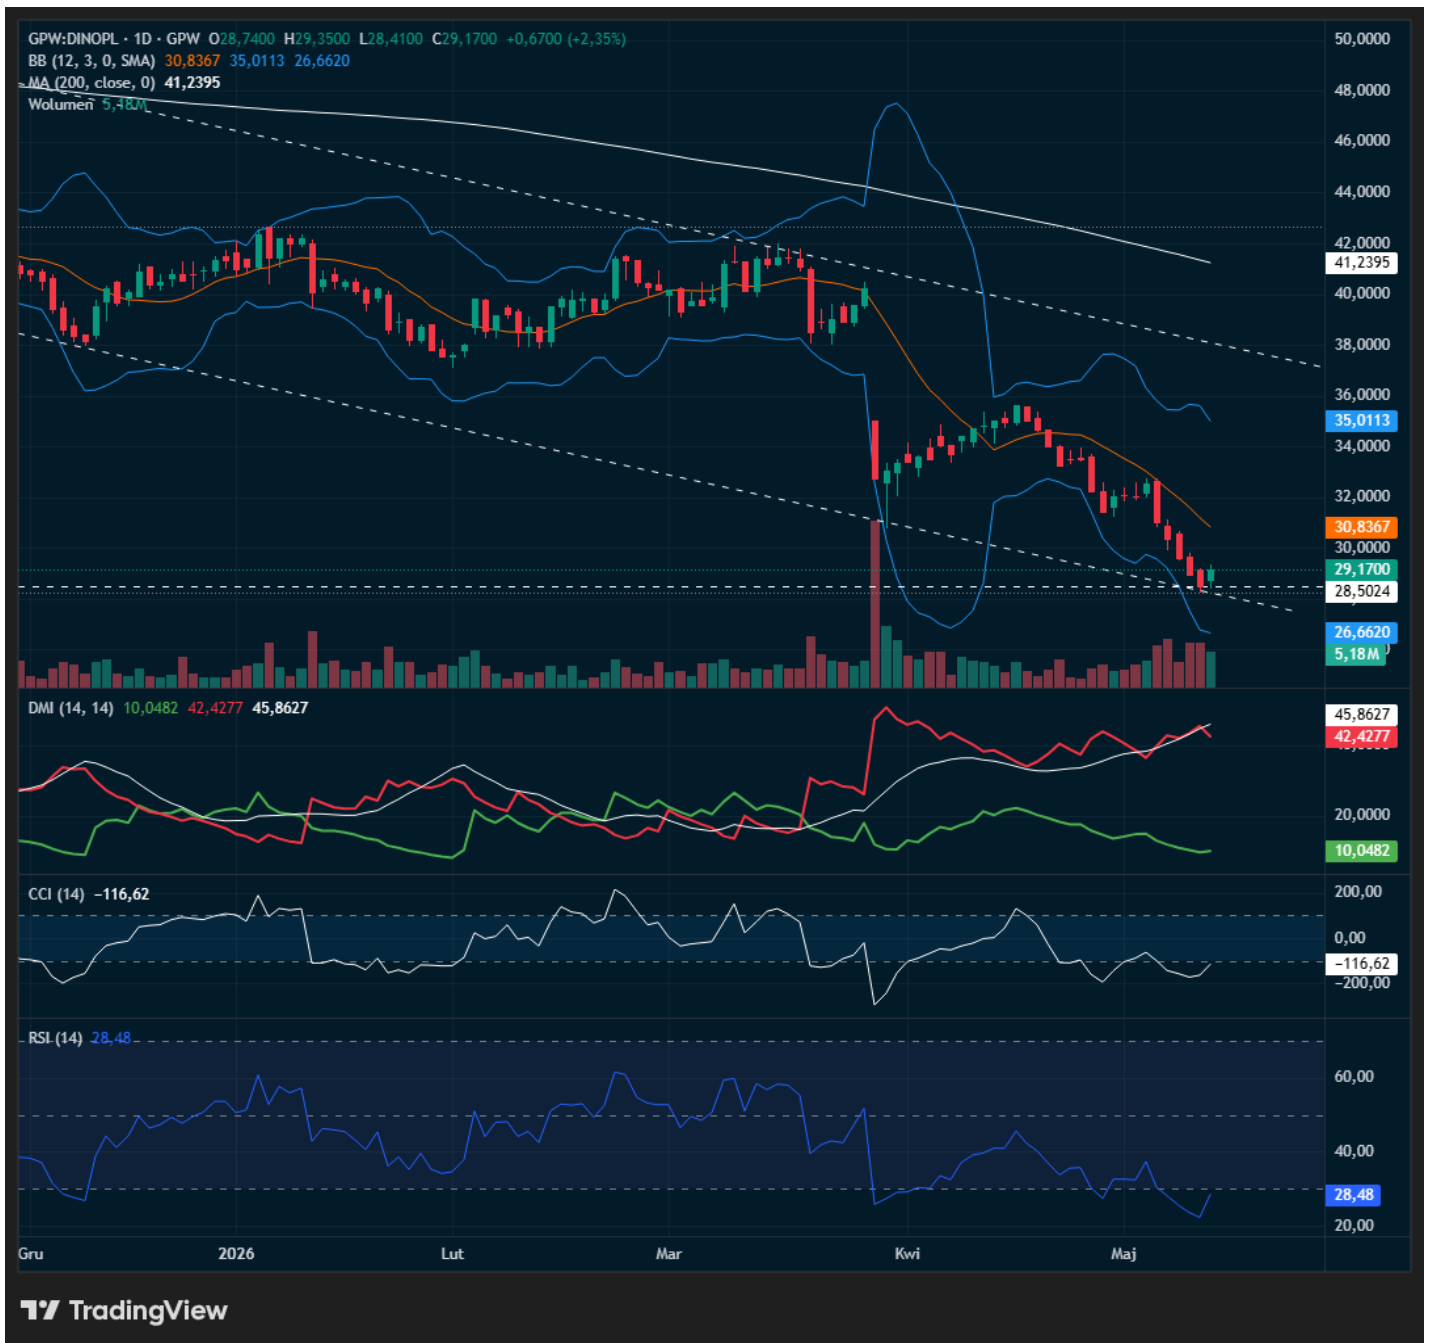 GPW:DINOPL · 1D · GPW O28,7400 H29,3500 L28,4100 C29,1700 +0,6700 (+2,35%)
BB (12, 3, 0, SMA) 30,8367 35,0113 26,6620
MA (200, close, 0) 41,2395
Wolumen 5,18M
50,0000
48,0000
46,0000
44,0000
42,0000
41,2395
40,0000
38,0000
36,0000
35,0113
34,0000
32,0000
30,8367
30,0000
29,1700
28,5024
26,6620
5,18M
DMI (14, 14) 10,0482 42,4277 45,8627
45,8627
42,4277
20,0000
10,0482
CCI (14) −116,62
200,00
0,00
−116,62
−200,00
RSI (14) 28,48
60,00
40,00
28,48
20,00
Gru 2026 Lut Mar Kwi Maj
TradingView